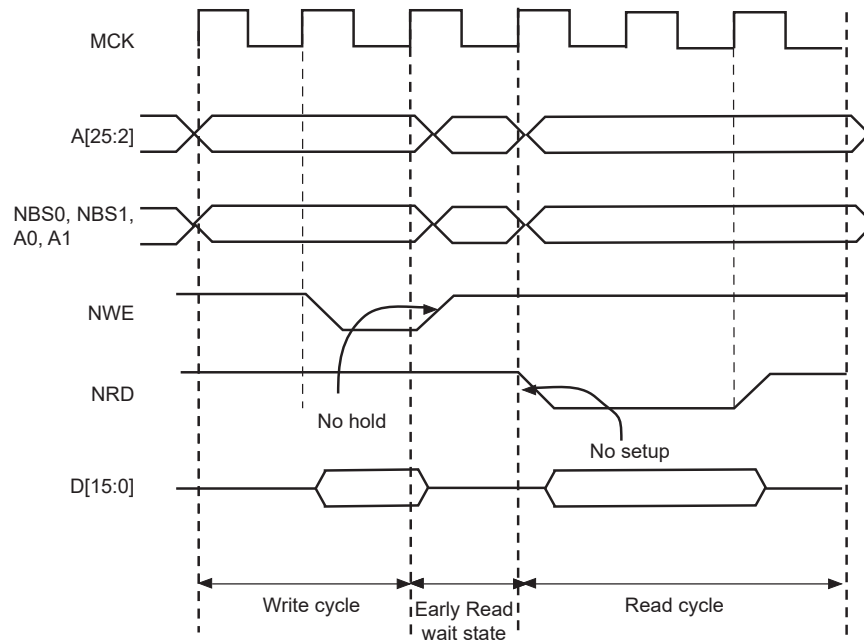 MCK
A[25:2]
NBS0, NBS1,
A0, A1
NWE
NRD
No hold
No setup
D[15:0]
Write cycle
Early Read
wait state
Read cycle